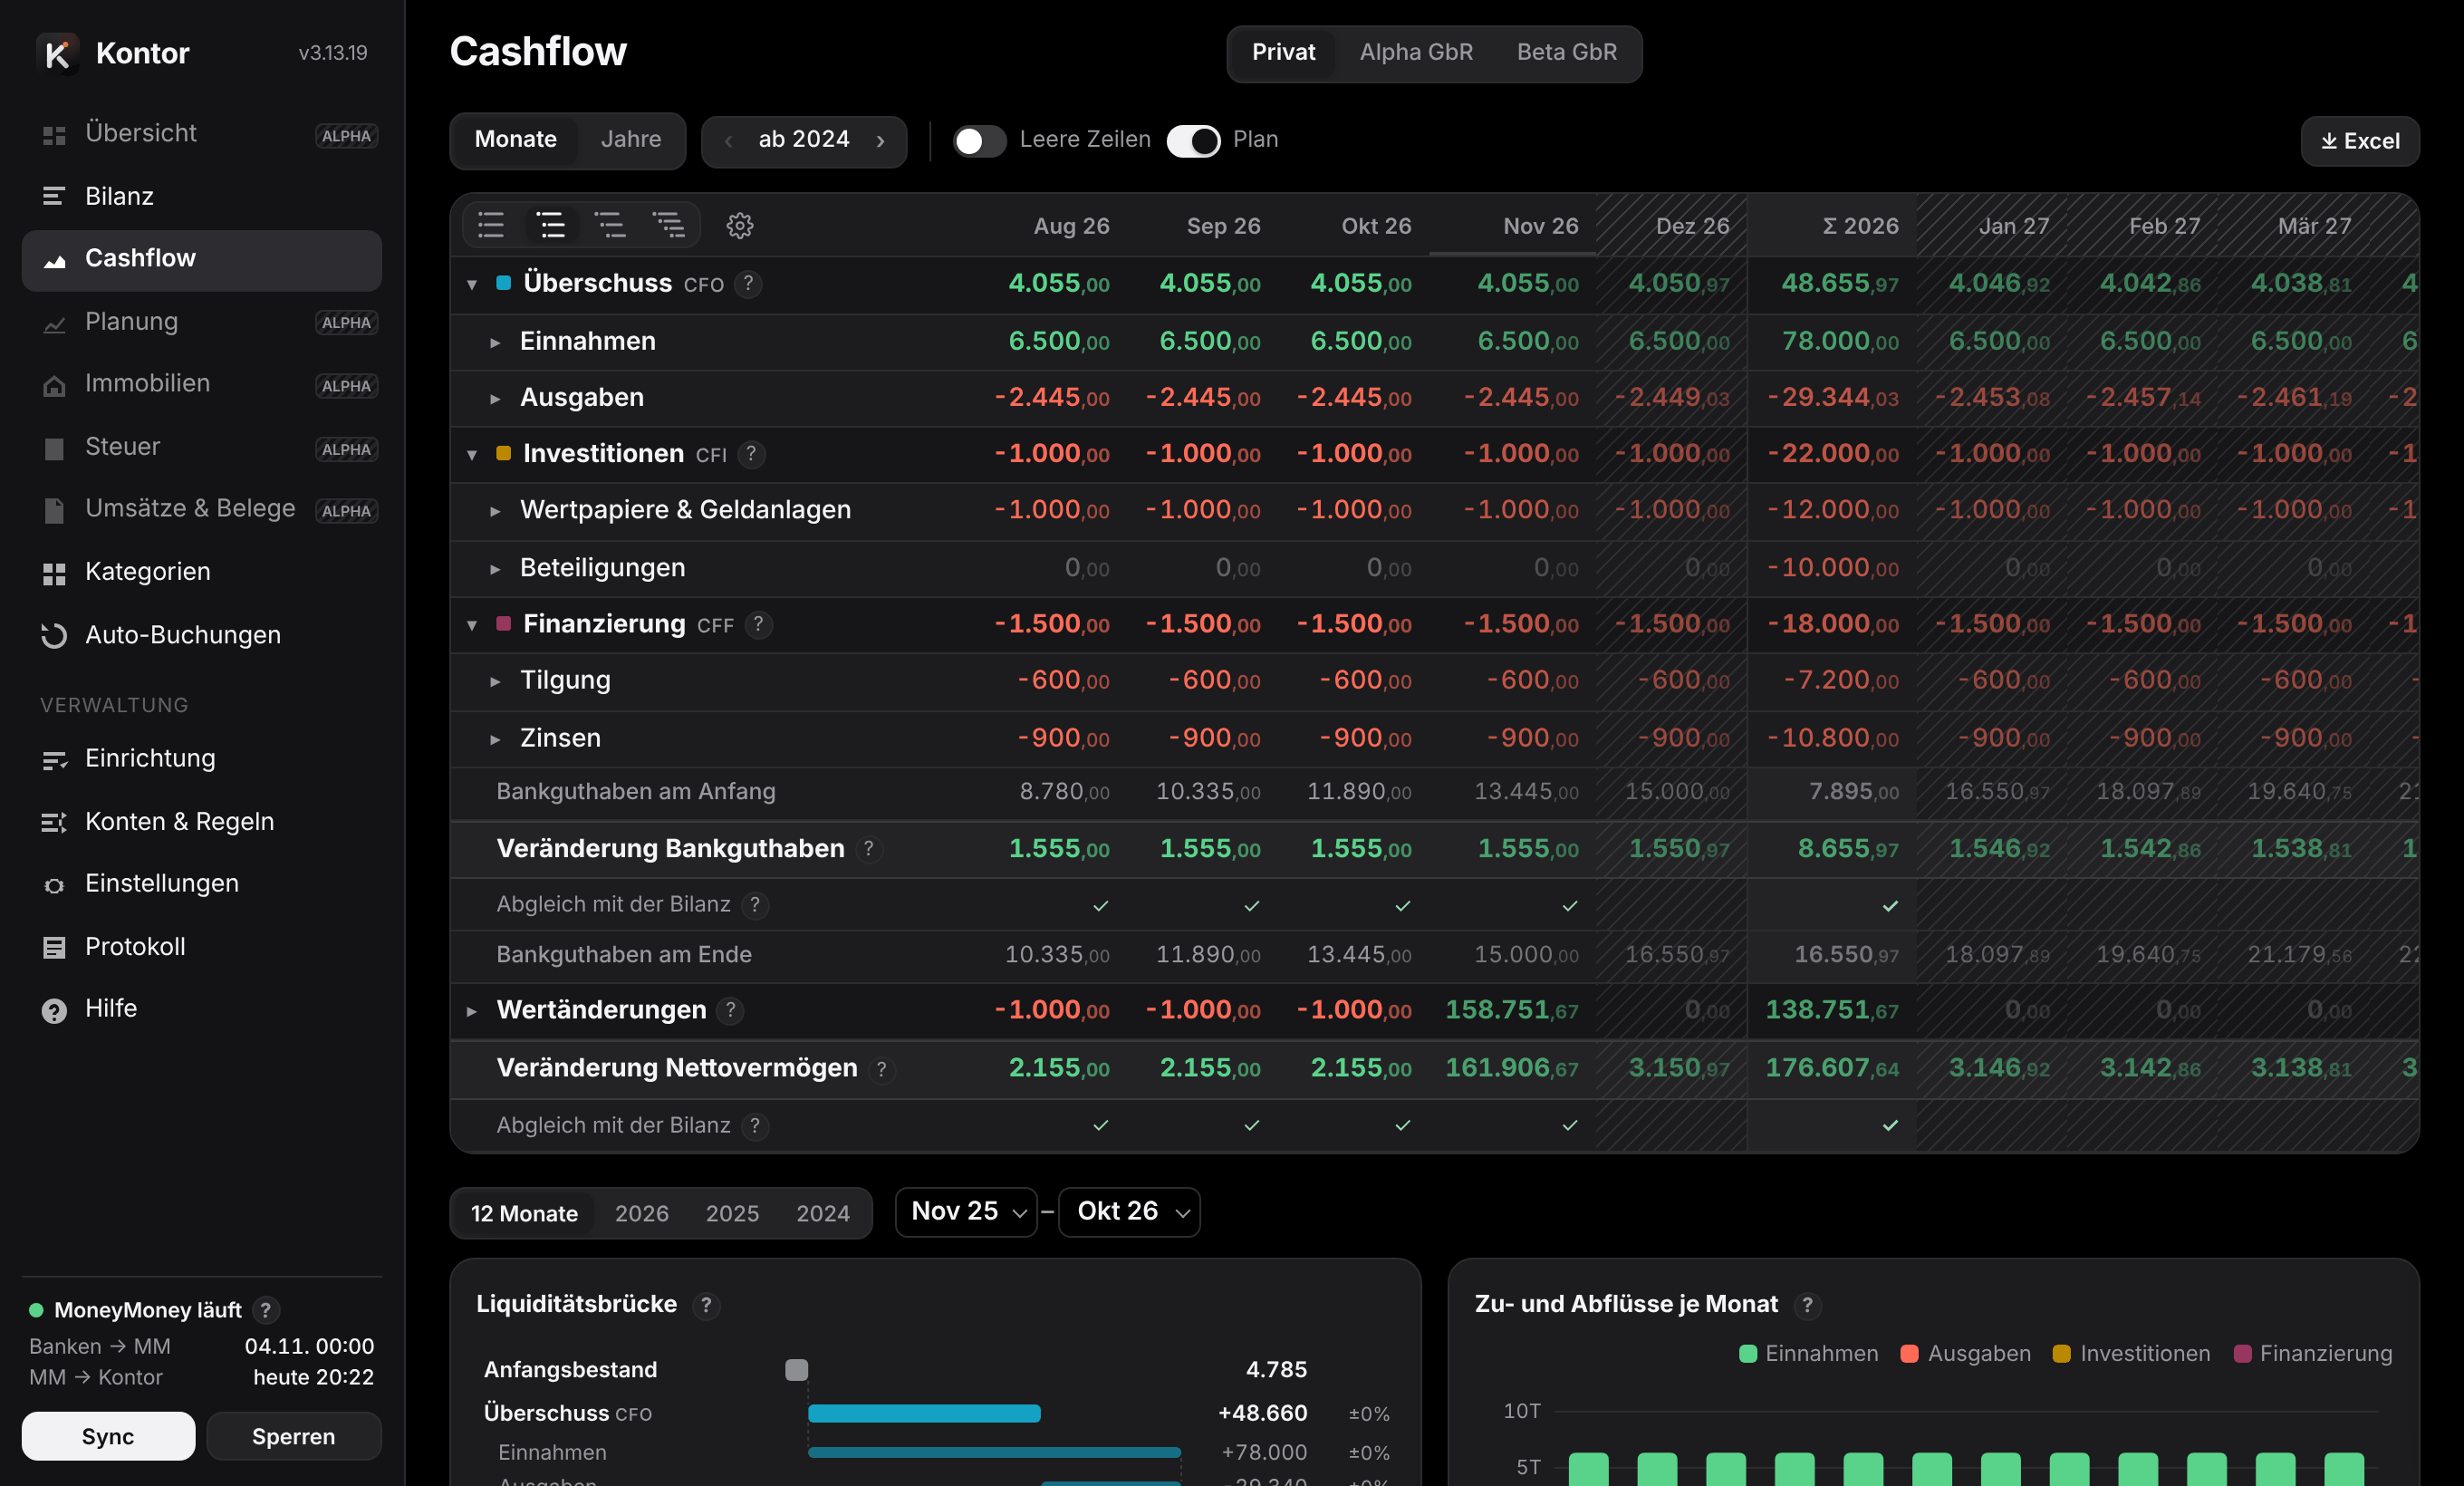 Kontor v3.13.19
Übersicht ALPHA
Bilanz
Cashflow
Planung ALPHA
Immobilien ALPHA
Steuer ALPHA
Umsätze & Belege ALPHA
Kategorien
Auto-Buchungen
VERWALTUNG
Einrichtung
Konten & Regeln
Einstellungen
Protokoll
Hilfe
MoneyMoney läuft ?
Banken → MM 04.11. 00:00
MM → Kontor heute 20:22
Sync Sperren
Cashflow
Privat Alpha GbR Beta GbR
Monate Jahre ‹ ab 2024 › Leere Zeilen Plan Excel
Aug 26 Sep 26 Okt 26 Nov 26 Dez 26 Σ 2026 Jan 27 Feb 27 Mär 27
Überschuss CFO ? 4.055,00 4.055,00 4.055,00 4.055,00 4.050,97 48.655,97 4.046,92 4.042,86 4.038,81 4
Einnahmen 6.500,00 6.500,00 6.500,00 6.500,00 6.500,00 78.000,00 6.500,00 6.500,00 6.500,00 6
Ausgaben -2.445,00 -2.445,00 -2.445,00 -2.445,00 -2.449,03 -29.344,03 -2.453,08 -2.457,14 -2.461,19 -2
Investitionen CFI ? -1.000,00 -1.000,00 -1.000,00 -1.000,00 -1.000,00 -22.000,00 -1.000,00 -1.000,00 -1.000,00 -1
Wertpapiere & Geldanlagen -1.000,00 -1.000,00 -1.000,00 -1.000,00 -1.000,00 -12.000,00 -1.000,00 -1.000,00 -1.000,00 -1
Beteiligungen 0,00 0,00 0,00 0,00 0,00 -10.000,00 0,00 0,00 0,00
Finanzierung CFF ? -1.500,00 -1.500,00 -1.500,00 -1.500,00 -1.500,00 -18.000,00 -1.500,00 -1.500,00 -1.500,00 -1
Tilgung -600,00 -600,00 -600,00 -600,00 -600,00 -7.200,00 -600,00 -600,00 -600,00 -
Zinsen -900,00 -900,00 -900,00 -900,00 -900,00 -10.800,00 -900,00 -900,00 -900,00 -
Bankguthaben am Anfang 8.780,00 10.335,00 11.890,00 13.445,00 15.000,00 7.895,00 16.550,97 18.097,89 19.640,75 21
Veränderung Bankguthaben ? 1.555,00 1.555,00 1.555,00 1.555,00 1.550,97 8.655,97 1.546,92 1.542,86 1.538,81 1
Abgleich mit der Bilanz ? ✓ ✓ ✓ ✓ ✓
Bankguthaben am Ende 10.335,00 11.890,00 13.445,00 15.000,00 16.550,97 16.550,97 18.097,89 19.640,75 21.179,56 22
Wertänderungen ? -1.000,00 -1.000,00 -1.000,00 158.751,67 0,00 138.751,67 0,00 0,00 0,00
Veränderung Nettovermögen ? 2.155,00 2.155,00 2.155,00 161.906,67 3.150,97 176.607,64 3.146,92 3.142,86 3.138,81 3
Abgleich mit der Bilanz ? ✓ ✓ ✓ ✓ ✓
12 Monate 2026 2025 2024 Nov 25 – Okt 26
Liquiditätsbrücke ?
Anfangsbestand 4.785
Überschuss CFO +48.660 ±0%
Einnahmen +78.000 ±0%
Ausgaben -29.340 ±0%
Zu- und Abflüsse je Monat ?
Einnahmen Ausgaben Investitionen Finanzierung
10T
5T